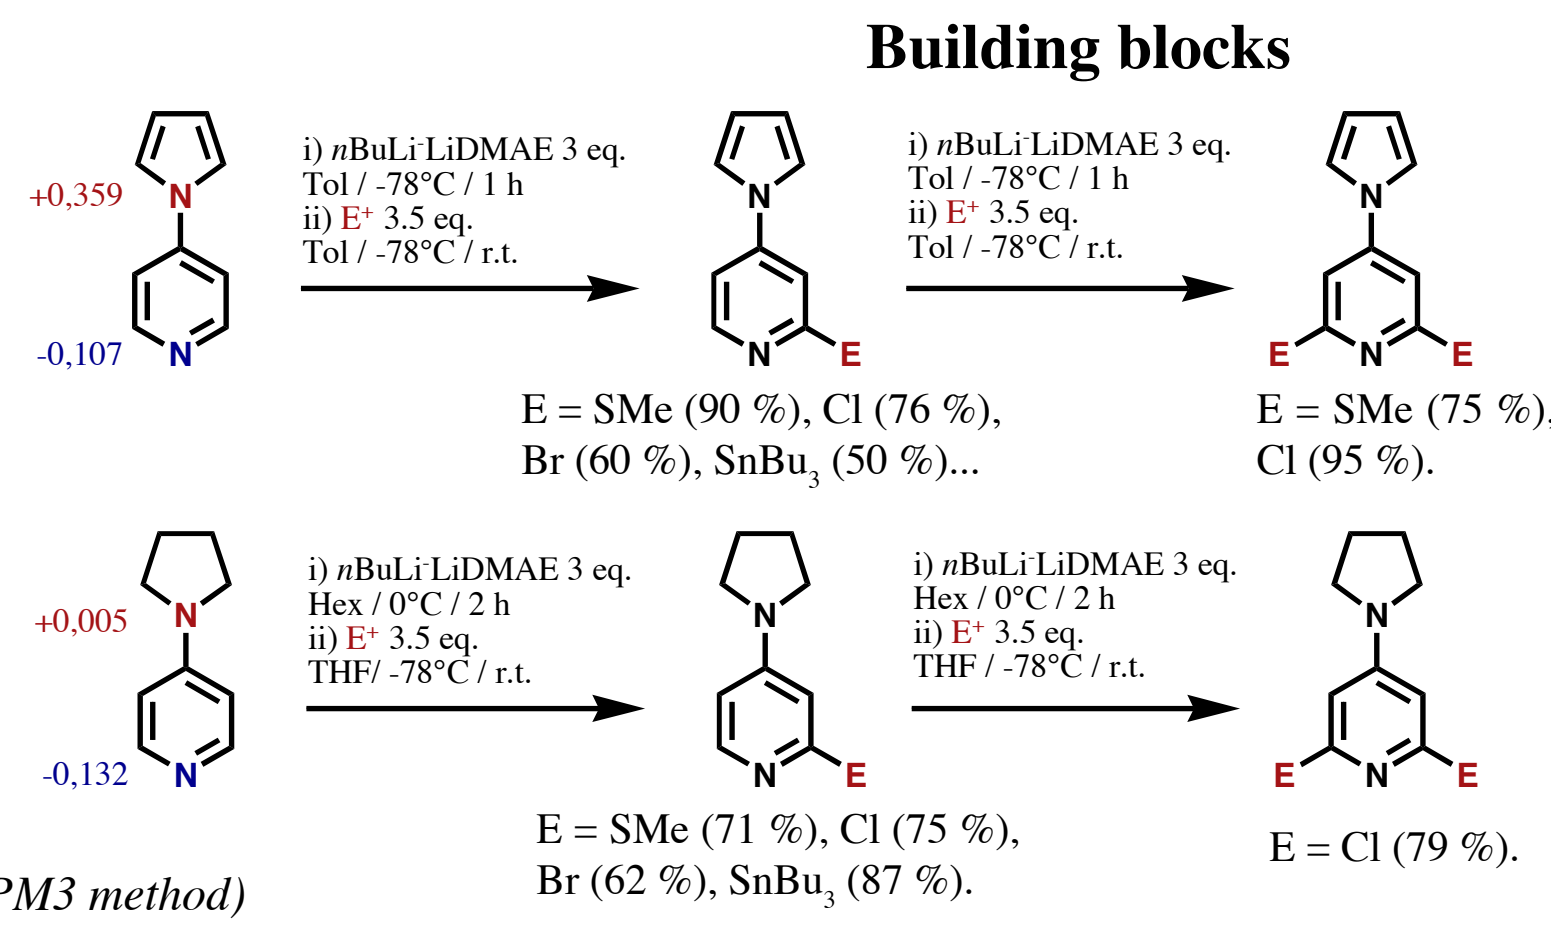 Building blocks
i) nBuLi-LiDMAE 3 eq.
Tol / -78°C / 1 h
ii) E+ 3.5 eq.
Tol / -78°C / r.t.
i) nBuLi-LiDMAE 3 eq.
Tol / -78°C / 1 h
ii) E+ 3.5 eq.
Tol / -78°C / r.t.
+0,359
N
N
N
-0,107
N
N
E
E
N
E
E = SMe (90 %), Cl (76 %),
Br (60 %), SnBu3 (50 %)...
E = SMe (75 %),
Cl (95 %).
i) nBuLi-LiDMAE 3 eq.
Hex / 0°C / 2 h
ii) E+ 3.5 eq.
THF/ -78°C / r.t.
i) nBuLi-LiDMAE 3 eq.
Hex / 0°C / 2 h
ii) E+ 3.5 eq.
THF / -78°C / r.t.
+0,005
N
N
N
-0,132
N
N
E
E
N
E
E = SMe (71 %), Cl (75 %),
Br (62 %), SnBu3 (87 %).
E = Cl (79 %).
PM3 method)